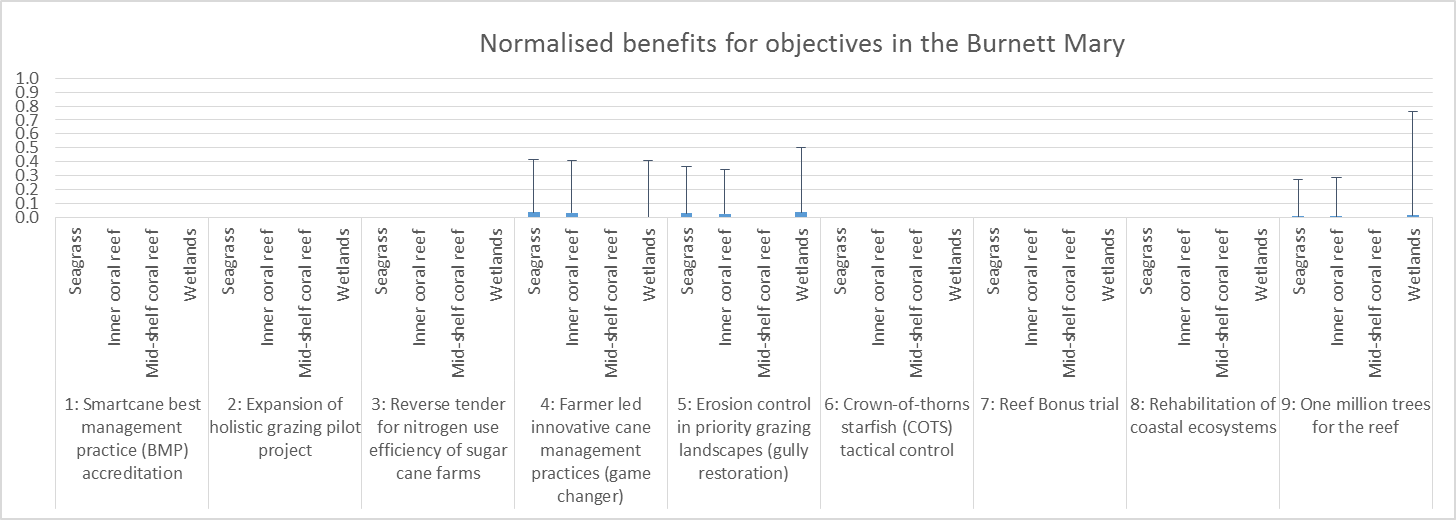 Normalised benefits for objectives in the Burnett Mary
1.0
0.9
0.8
0.7
0.6
0.5
0.4
0.3
0.2
0.1
0.0
Seagrass
Inner coral reef
Mid-shelf coral reef
Wetlands
Seagrass
Inner coral reef
Mid-shelf coral reef
Wetlands
Seagrass
Inner coral reef
Mid-shelf coral reef
Wetlands
Seagrass
Inner coral reef
Mid-shelf coral reef
Wetlands
Seagrass
Inner coral reef
Mid-shelf coral reef
Wetlands
Seagrass
Inner coral reef
Mid-shelf coral reef
Wetlands
Seagrass
Inner coral reef
Mid-shelf coral reef
Wetlands
Seagrass
Inner coral reef
Mid-shelf coral reef
Wetlands
Seagrass
Inner coral reef
Mid-shelf coral reef
Wetlands
1: Smartcane best
management
practice (BMP)
accreditation
2: Expansion of
holistic grazing pilot
project
3: Reverse tender
for nitrogen use
efficiency of sugar
cane farms
4: Farmer led
innovative cane
management
practices (game
changer)
5: Erosion control
in priority grazing
landscapes (gully
restoration)
6: Crown-of-thorns
starfish (COTS)
tactical control
7: Reef Bonus trial
8: Rehabilitation of
coastal ecosystems
9: One million trees
for the reef